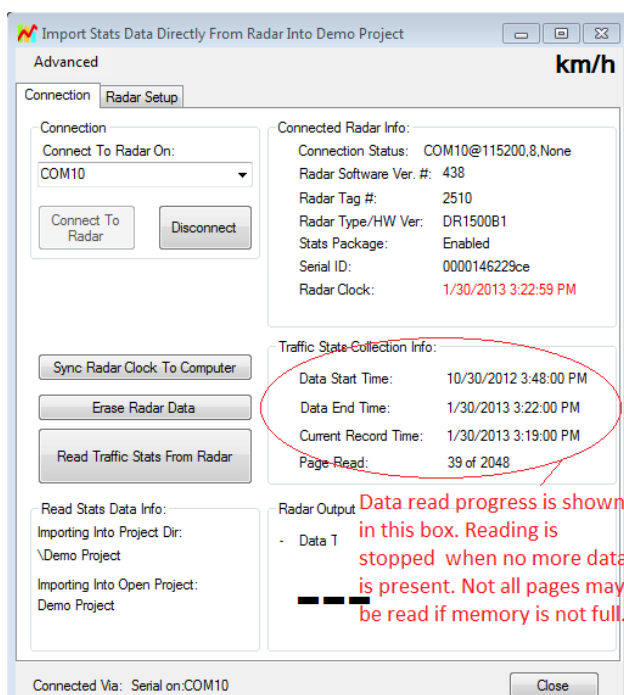 Import Stats Data Directly From Radar Into Demo Project
Advanced
km/h
Connection
Radar Setup
Connection
Connect To Radar On:
COM10
Connect To
Radar
Disconnect
Connected Radar Info:
Connection Status: COM10@115200,8,None
Radar Software Ver. #: 438
Radar Tag #: 2510
Radar Type/HW Ver: DR1500B1
Stats Package: Enabled
Serial ID: 0000146229ce
Radar Clock: 1/30/2013 3:22:59 PM
Sync Radar Clock To Computer
Erase Radar Data
Read Traffic Stats From Radar
Traffic Stats Collection Info:
Data Start Time: 10/30/2012 3:48:00 PM
Data End Time: 1/30/2013 3:22:00 PM
Current Record Time: 1/30/2013 3:19:00 PM
Page Read: 39 of 2048
Read Stats Data Info:
Importing Into Project Dir:
\Demo Project
Importing Into Open Project:
Demo Project
Radar Output
- Data T
---
Data read progress is shown
in this box. Reading is
stopped when no more data
is present. Not all pages may
be read if memory is not full.
Connected Via: Serial on:COM10
Close